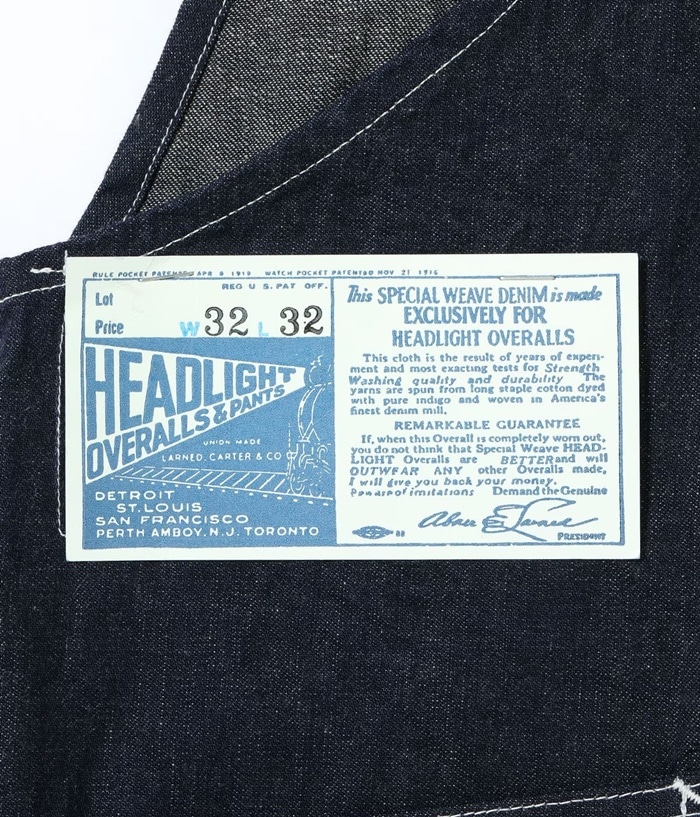 RULE POCKET PATENTED APR 8 1919 WATCH POCKET PATENTED NOV 21 1916
REG U S. PAT OFF.
Lot
Price W 32 L 32
HEADLIGHT
OVERALLS & PANTS
UNION MADE
LARNED, CARTER & CO
DETROIT
ST. LOUIS
SAN FRANCISCO
PERTH AMBOY. N. J. TORONTO
This SPECIAL WEAVE DENIM is made
EXCLUSIVELY FOR
HEADLIGHT OVERALLS
This cloth is the result of years of experi-
ment and most exacting tests for Strength
Washing quality and durability The
yarns are spun from long staple cotton dyed
with pure indigo and woven in America's
finest denim mill.
REMARKABLE GUARANTEE
If, when this Overall is completely worn out,
you do not think that Special Weave HEAD-
LIGHT Overalls are BETTER and will
OUTWEAR ANY other Overalls made,
I will give you back your money.
Beware of imitations Demand the Genuine
PRESIDENT